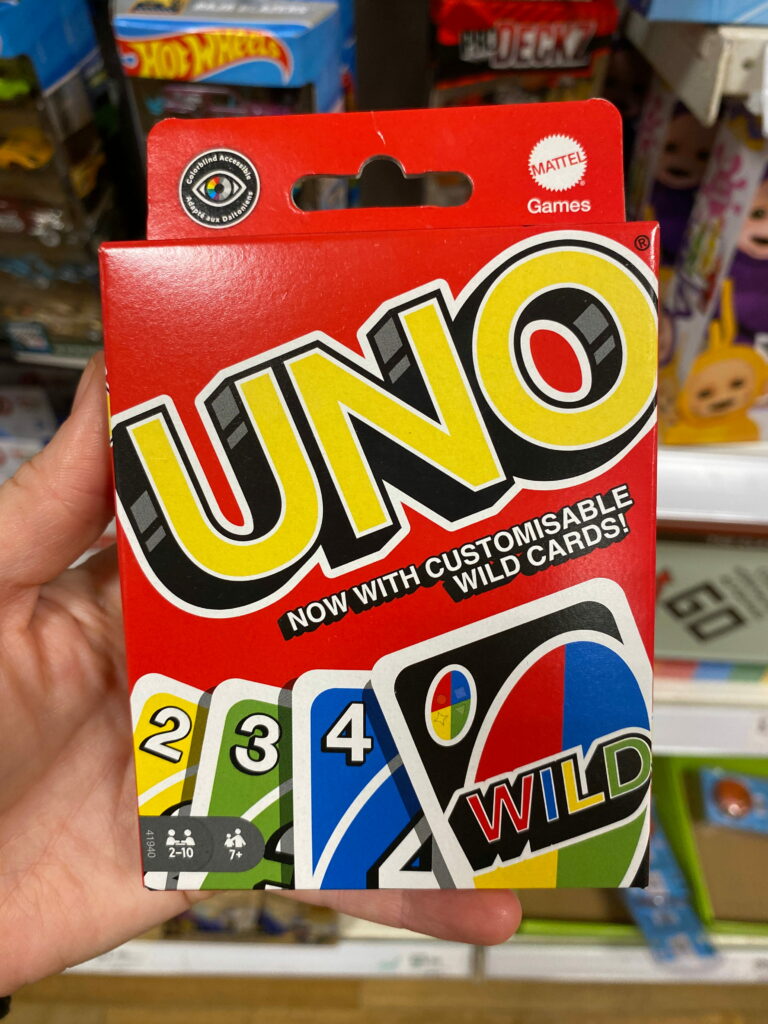 HOT WHEELS
DECKZ
Colorblind Accessible
Adapté aux Daltoniens
MATTEL
Games
UNO®
NOW WITH CUSTOMISABLE
WILD CARDS!
2
3
4
WILD
41940
2-10
7+
GO